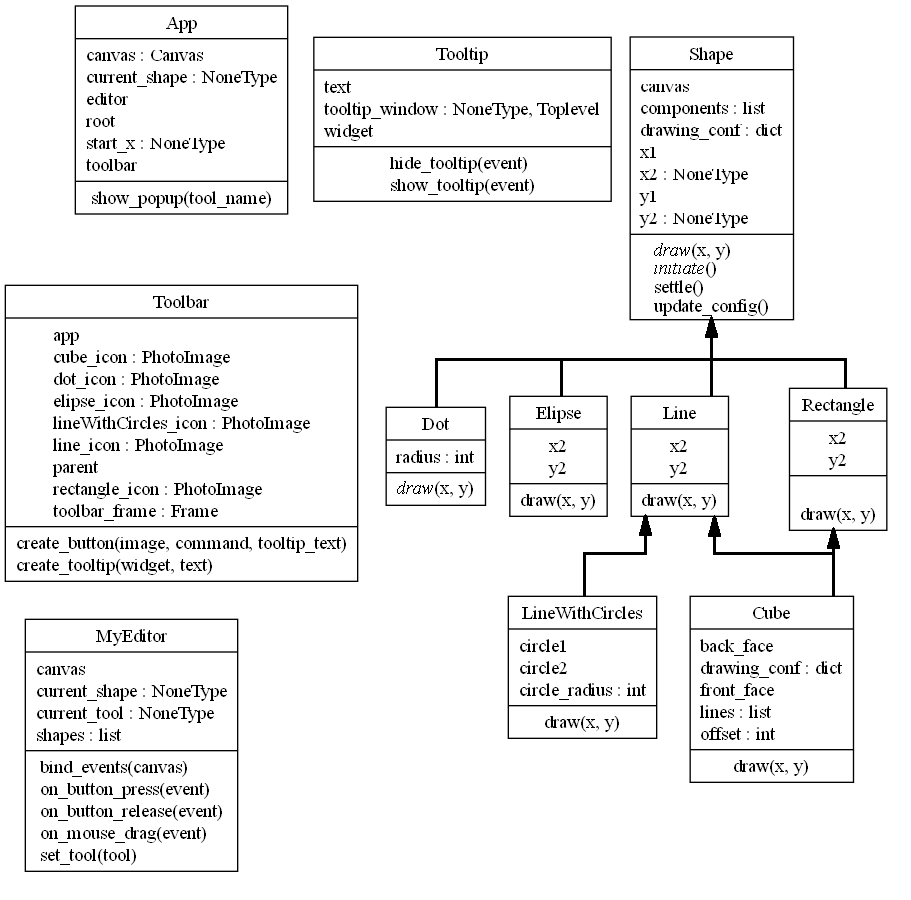 App
canvas : Canvas
current_shape : NoneType
editor
root
start_x : NoneType
toolbar
show_popup(tool_name)
Tooltip
text
tooltip_window : NoneType, Toplevel
widget
hide_tooltip(event)
show_tooltip(event)
Shape
canvas
components : list
drawing_conf : dict
x1
x2 : NoneType
y1
y2 : NoneType
draw(x, y)
initiate()
settle()
update_config()
Toolbar
app
cube_icon : PhotoImage
dot_icon : PhotoImage
elipse_icon : PhotoImage
lineWithCircles_icon : PhotoImage
line_icon : PhotoImage
parent
rectangle_icon : PhotoImage
toolbar_frame : Frame
create_button(image, command, tooltip_text)
create_tooltip(widget, text)
Dot
radius : int
draw(x, y)
Elipse
x2
y2
draw(x, y)
Line
x2
y2
draw(x, y)
Rectangle
x2
y2
draw(x, y)
LineWithCircles
circle1
circle2
circle_radius : int
draw(x, y)
Cube
back_face
drawing_conf : dict
front_face
lines : list
offset : int
draw(x, y)
MyEditor
canvas
current_shape : NoneType
current_tool : NoneType
shapes : list
bind_events(canvas)
on_button_press(event)
on_button_release(event)
on_mouse_drag(event)
set_tool(tool)